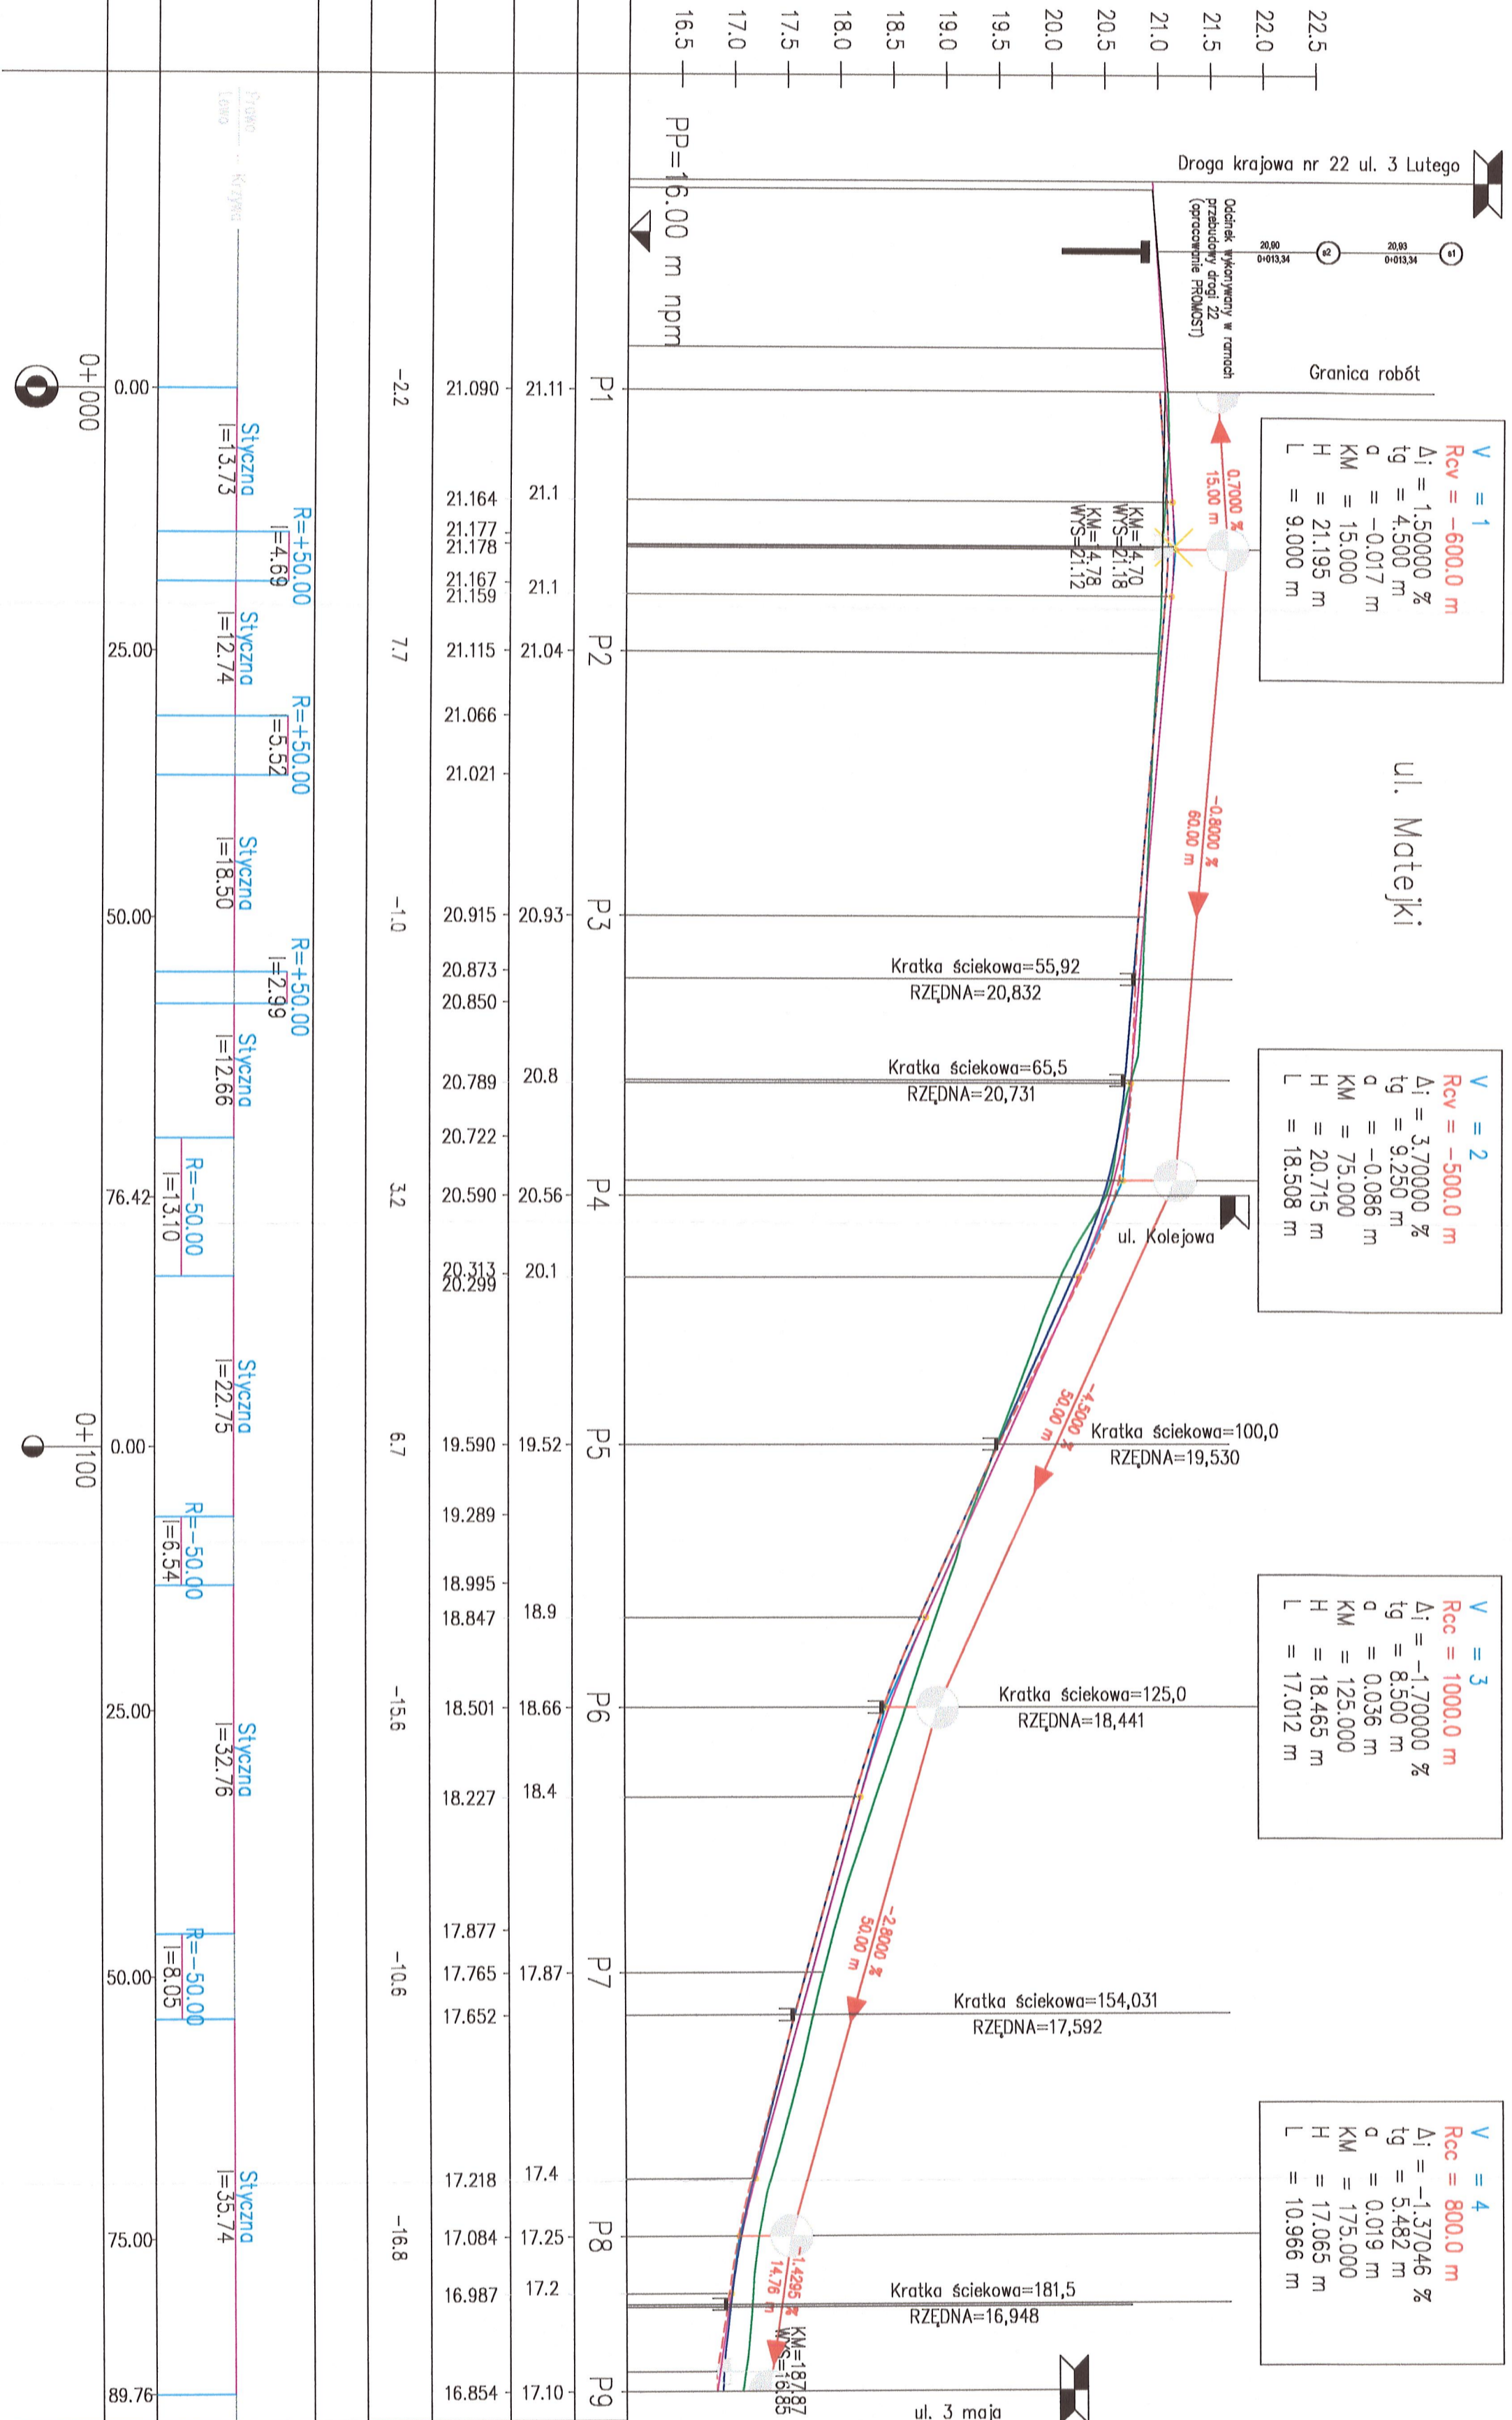 22.5
22.0
21.5
21.0
20.5
20.0
19.5
19.0
18.5
18.0
17.5
17.0
16.5
PP=16.00 m npm
Droga krajowa nr 22 ul. 3 Lutego
s1
20,93
0+013,34
s2
20,90
0+013,34
Odcinek wykonywany w ramach
przebudowy drogi 22
(opracowanie PROMOST)
Granica robót
V = 1
Rcv = -600.0 m
Δi = 1.50000 %
tg = 4.500 m
a = -0.017 m
KM = 15.000
H = 21.195 m
L = 9.000 m
V = 2
Rcv = -500.0 m
Δi = 3.70000 %
tg = 9.250 m
a = -0.086 m
KM = 75.000
H = 20.715 m
L = 18.508 m
V = 3
Rcc = 1000.0 m
Δi = -1.70000 %
tg = 8.500 m
a = 0.036 m
KM = 125.000
H = 18.465 m
L = 17.012 m
V = 4
Rcc = 800.0 m
Δi = -1.37046 %
tg = 5.482 m
a = 0.019 m
KM = 175.000
H = 17.065 m
L = 10.966 m
ul. Matejki
0.7000 %
15.00 m
-0.8000 %
60.00 m
-4.5000 %
50.00 m
-2.8000 %
50.00 m
-1.4295 %
14.76 m
KM=14.70
WYS=21.18
KM=14.78
WYS=21.12
Kratka ściekowa=55,92
RZĘDNA=20,832
Kratka ściekowa=65,5
RZĘDNA=20,731
ul. Kolejowa
Kratka ściekowa=100,0
RZĘDNA=19,530
Kratka ściekowa=125,0
RZĘDNA=18,441
Kratka ściekowa=154,031
RZĘDNA=17,592
Kratka ściekowa=181,5
RZĘDNA=16,948
KM=187.87
WYS=16.85
ul. 3 maja
P1 P2 P3 P4 P5 P6 P7 P8 P9
21.11 21.1 21.1 21.04 20.93 20.8 20.56 20.1 19.52 18.9 18.66 18.4 17.87 17.4 17.25 17.2 17.10
21.090 21.164 21.177 21.178 21.167 21.159 21.115 21.066 21.021 20.915 20.873 20.850 20.789 20.722 20.590 20.313 20.299 19.590 19.289 18.995 18.847 18.501 18.227 17.877 17.765 17.652 17.218 17.084 16.987 16.854
-2.2 7.7 -1.0 3.2 6.7 -15.6 -10.6 -16.8
Prawa
Lewa
Krzywa
Styczna
l=13.73
R=+50.00
l=4.69
Styczna
l=12.74
R=+50.00
l=5.52
Styczna
l=18.50
R=+50.00
l=2.99
Styczna
l=12.66
R=-50.00
l=13.10
Styczna
l=22.75
R=-50.00
l=6.54
Styczna
l=32.76
R=-50.00
l=8.05
Styczna
l=35.74
0.00 25.00 50.00 76.42 0.00 25.00 50.00 75.00 89.76
0+000 0+100